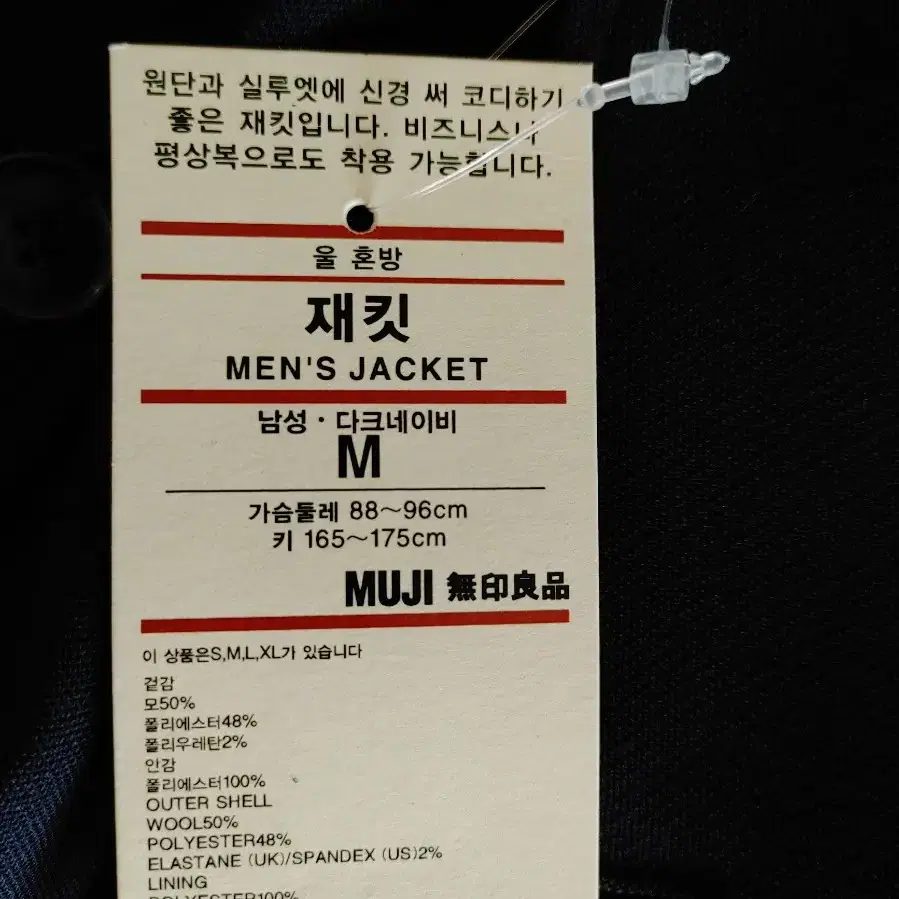 원단과 실루엣에 신경 써 코디하기
좋은 재킷입니다. 비즈니스나
평상복으로도 착용 가능합니다.
울 혼방
재킷
MEN'S JACKET
남성・다크네이비
M
가슴둘레 88~96cm
키 165~175cm
MUJI 無印良品
이 상품은S,M,L,XL가 있습니다
겉감
모50%
폴리에스터48%
폴리우레탄2%
안감
폴리에스터100%
OUTER SHELL
WOOL50%
POLYESTER48%
ELASTANE (UK)/SPANDEX (US)2%
LINING
POLYESTER100%